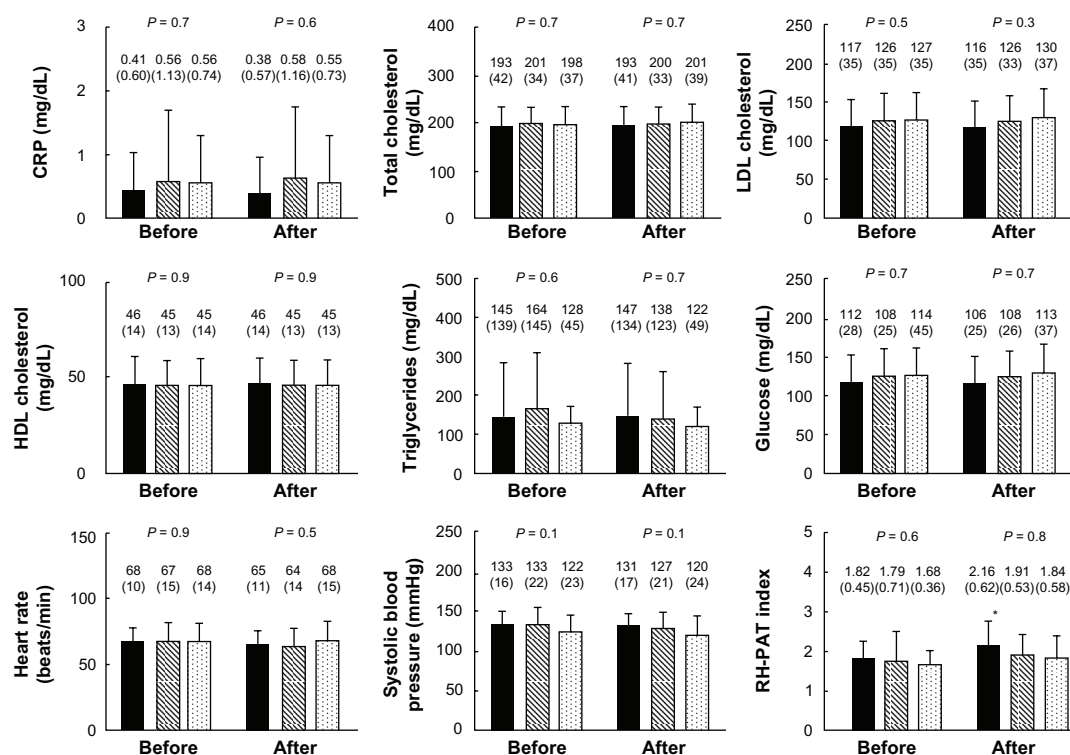 CRP (mg/dL)
3
2
1
0
P = 0.7
P = 0.6
0.41 0.56 0.56
(0.60)(1.13)(0.74)
0.38 0.58 0.55
(0.57)(1.16)(0.73)
Before
After
Total cholesterol
(mg/dL)
400
300
200
100
0
P = 0.7
P = 0.7
193 201 198
(42) (34) (37)
193 200 201
(41) (33) (39)
Before
After
LDL cholesterol
(mg/dL)
250
200
150
100
50
0
P = 0.5
P = 0.3
117 126 127
(35) (35) (35)
116 126 130
(35) (33) (37)
Before
After
HDL cholesterol
(mg/dL)
100
50
0
P = 0.9
P = 0.9
46 45 45
(14) (13) (14)
46 45 45
(14) (13) (13)
Before
After
Triglycerides (mg/dL)
500
400
300
200
100
0
P = 0.6
P = 0.7
145 164 128
(139) (145) (45)
147 138 122
(134) (123) (49)
Before
After
Glucose (mg/dL)
250
200
150
100
50
0
P = 0.7
P = 0.7
112 108 114
(28) (25) (45)
106 108 113
(25) (26) (37)
Before
After
Heart rate
(beats/min)
150
100
50
0
P = 0.9
P = 0.5
68 67 68
(10) (15) (14)
65 64 68
(11) (14) (15)
Before
After
Systolic blood
pressure (mmHg)
250
200
150
100
50
0
P = 0.1
P = 0.1
133 133 122
(16) (22) (23)
131 127 120
(17) (21) (24)
Before
After
RH-PAT index
5
4
3
2
1
0
P = 0.6
P = 0.8
1.82 1.79 1.68
(0.45)(0.71)(0.36)
2.16 1.91 1.84
(0.62)(0.53)(0.58)
*
Before
After